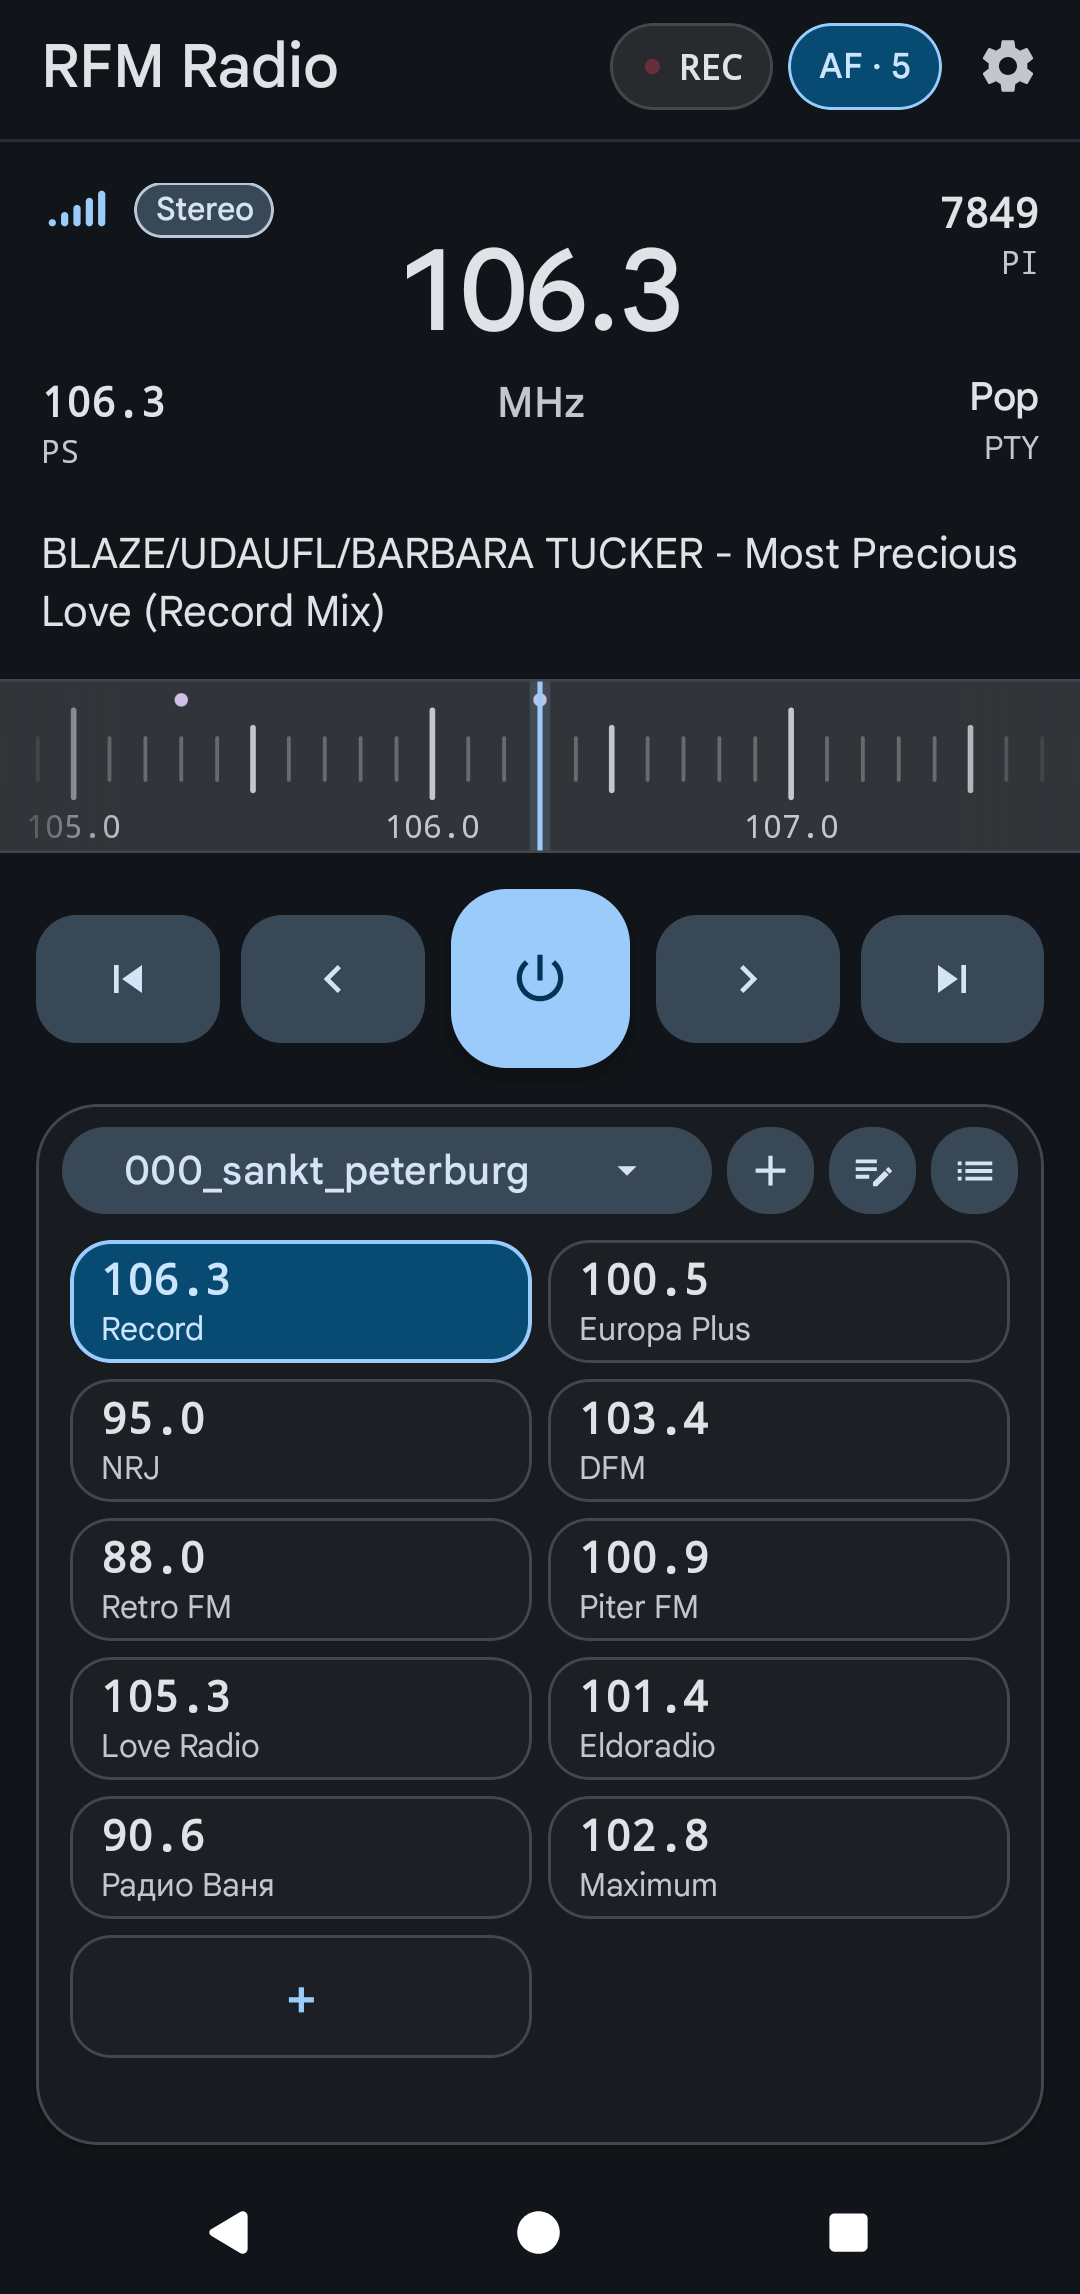 RFM Radio
REC
AF · 5
Stereo
7849
PI
106.3
MHz
106.3
PS
Pop
PTY
BLAZE/UDAUFL/BARBARA TUCKER - Most Precious
Love (Record Mix)
105.0
106.0
107.0
000_sankt_peterburg
106.3
Record
100.5
Europa Plus
95.0
NRJ
103.4
DFM
88.0
Retro FM
100.9
Piter FM
105.3
Love Radio
101.4
Eldoradio
90.6
Радио Ваня
102.8
Maximum
+